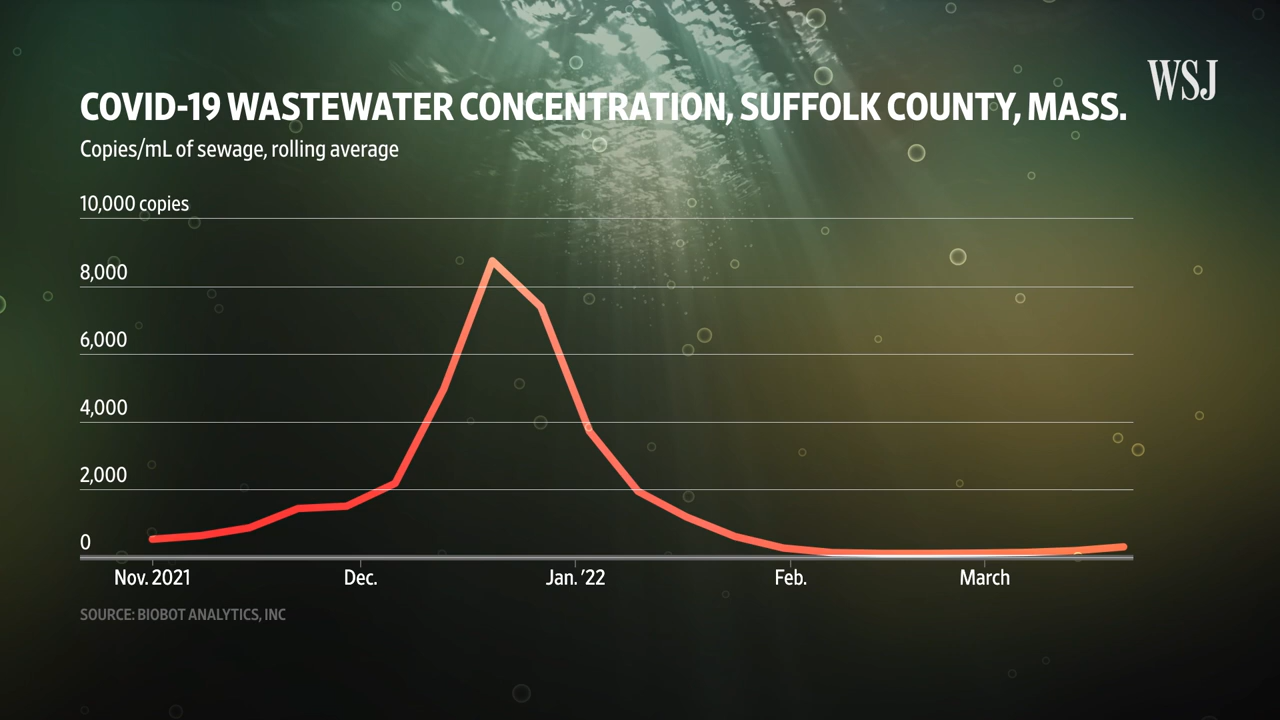 WSJ
COVID-19 WASTEWATER CONCENTRATION, SUFFOLK COUNTY, MASS.
Copies/mL of sewage, rolling average
10,000 copies
8,000
6,000
4,000
2,000
0
Nov. 2021 Dec. Jan. ’22 Feb. March
SOURCE: BIOBOT ANALYTICS, INC